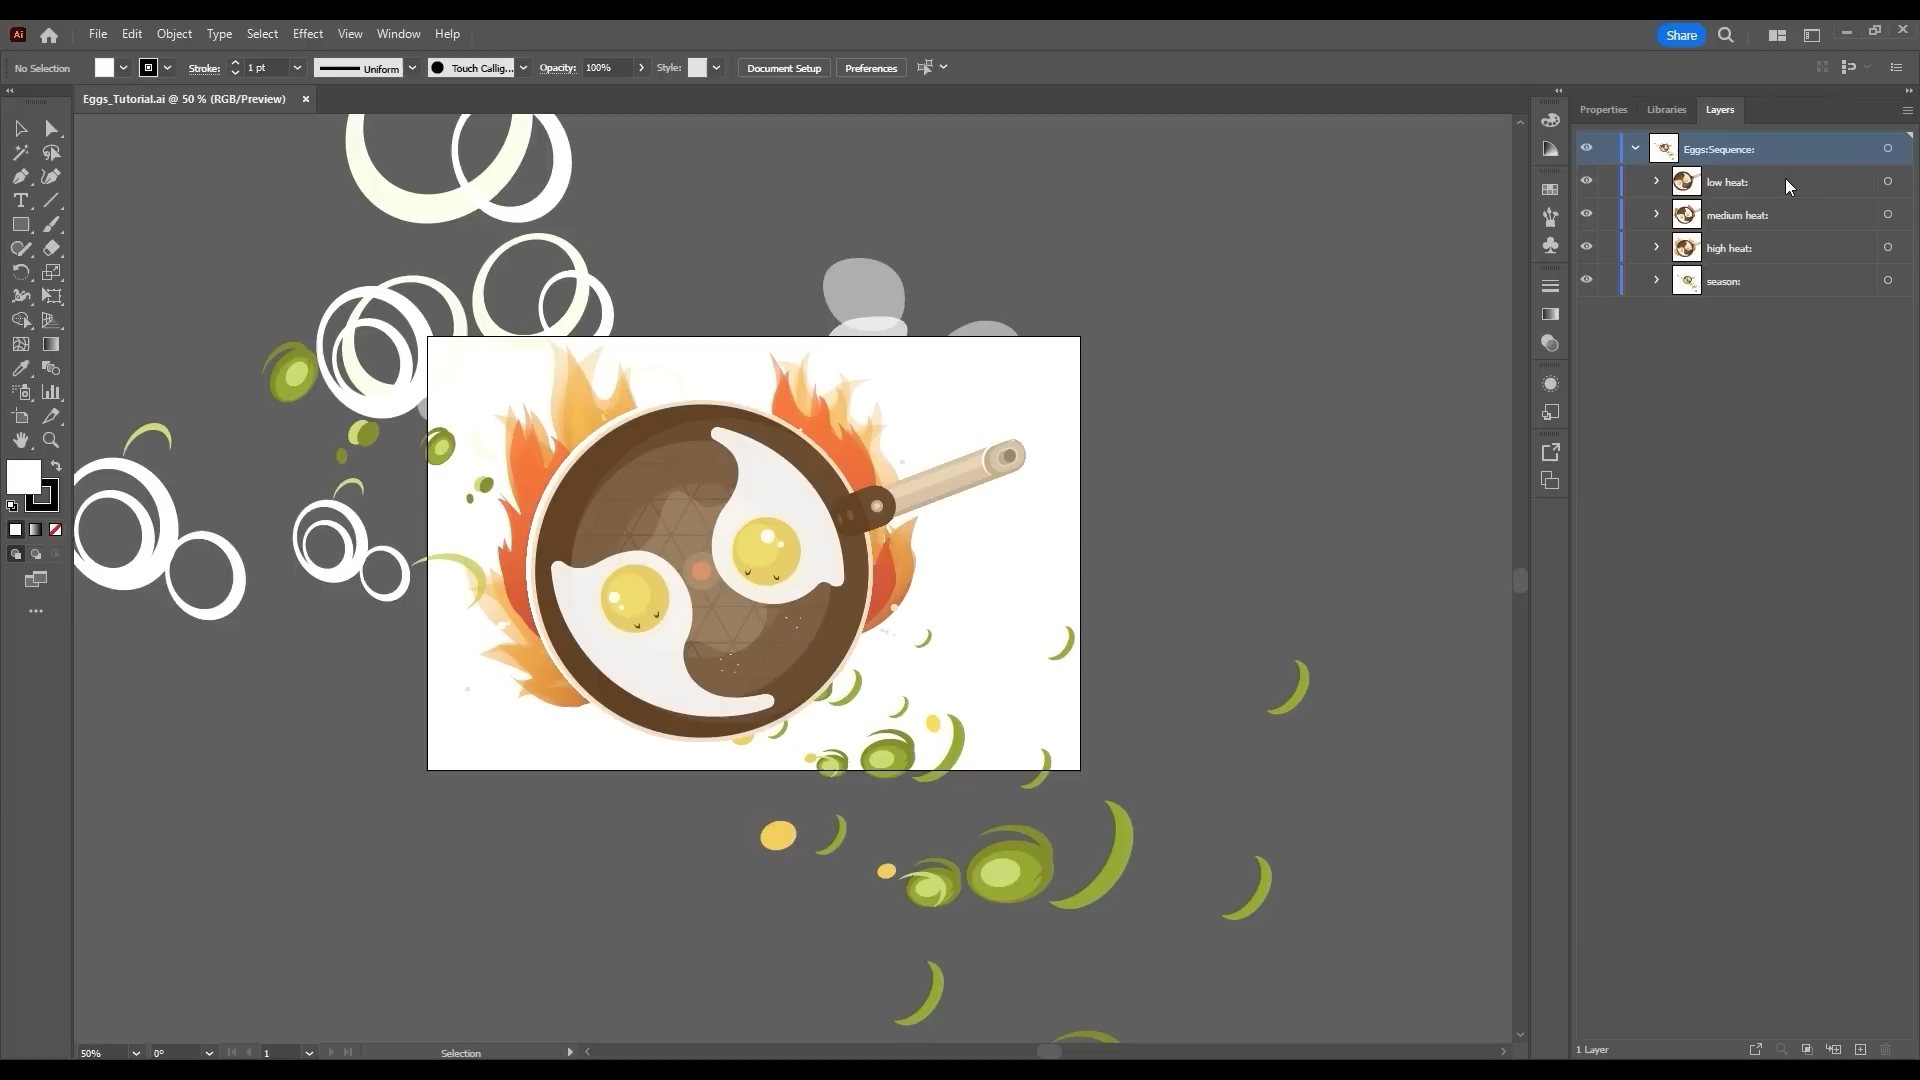 Ai File Edit Object Type Select Effect View Window Help Share
No Selection Stroke: 1 pt Uniform Touch Callig... Opacity: 100% Style: Document Setup Preferences
Eggs_Tutorial.ai @ 50 % (RGB/Preview) ×
Properties Libraries Layers
Eggs:Sequence:
low heat:
medium heat:
high heat:
season:
50% 0° 1 Selection
1 Layer